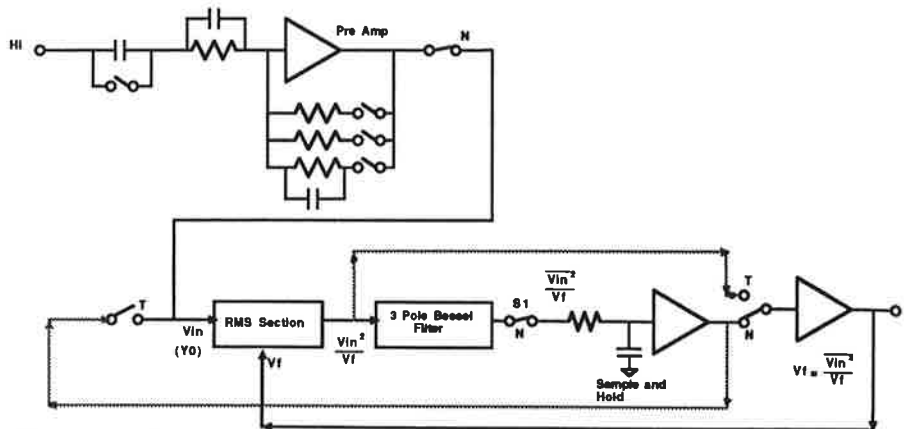 Pre Amp
N
Hi
T
Vin
(Y0)
RMS Section
Vf
Vin²
Vf
3 Pole Bessel
Filter
S1
N
Vin²
Vf
Sample and
Hold
T
N
Vf = Vin²
Vf